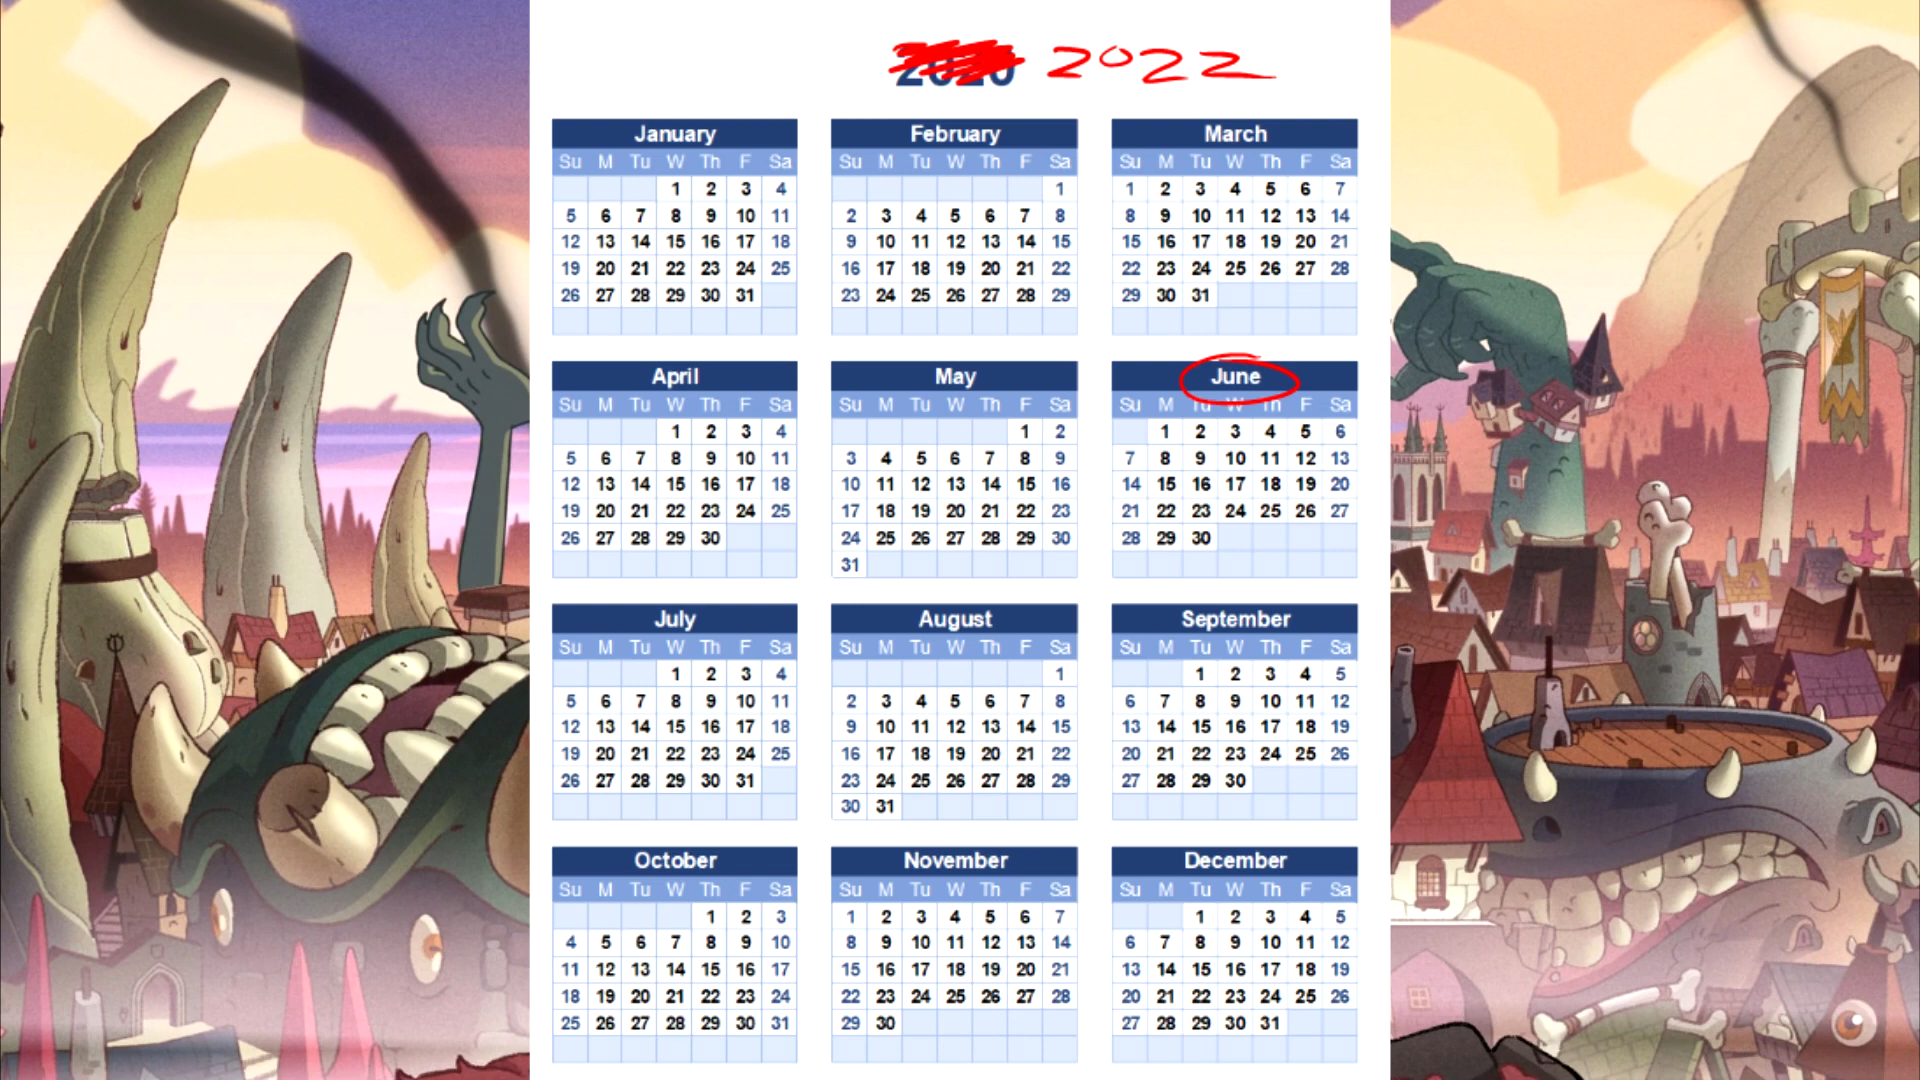 2020 2022
January
Su M Tu W Th F Sa
1 2 3 4
5 6 7 8 9 10 11
12 13 14 15 16 17 18
19 20 21 22 23 24 25
26 27 28 29 30 31
February
Su M Tu W Th F Sa
1
2 3 4 5 6 7 8
9 10 11 12 13 14 15
16 17 18 19 20 21 22
23 24 25 26 27 28 29
March
Su M Tu W Th F Sa
1 2 3 4 5 6 7
8 9 10 11 12 13 14
15 16 17 18 19 20 21
22 23 24 25 26 27 28
29 30 31
April
Su M Tu W Th F Sa
1 2 3 4
5 6 7 8 9 10 11
12 13 14 15 16 17 18
19 20 21 22 23 24 25
26 27 28 29 30
May
Su M Tu W Th F Sa
1 2
3 4 5 6 7 8 9
10 11 12 13 14 15 16
17 18 19 20 21 22 23
24 25 26 27 28 29 30
31
June
Su M Tu W Th F Sa
1 2 3 4 5 6
7 8 9 10 11 12 13
14 15 16 17 18 19 20
21 22 23 24 25 26 27
28 29 30
July
Su M Tu W Th F Sa
1 2 3 4
5 6 7 8 9 10 11
12 13 14 15 16 17 18
19 20 21 22 23 24 25
26 27 28 29 30 31
August
Su M Tu W Th F Sa
1
2 3 4 5 6 7 8
9 10 11 12 13 14 15
16 17 18 19 20 21 22
23 24 25 26 27 28 29
30 31
September
Su M Tu W Th F Sa
1 2 3 4 5
6 7 8 9 10 11 12
13 14 15 16 17 18 19
20 21 22 23 24 25 26
27 28 29 30
October
Su M Tu W Th F Sa
1 2 3
4 5 6 7 8 9 10
11 12 13 14 15 16 17
18 19 20 21 22 23 24
25 26 27 28 29 30 31
November
Su M Tu W Th F Sa
1 2 3 4 5 6 7
8 9 10 11 12 13 14
15 16 17 18 19 20 21
22 23 24 25 26 27 28
29 30
December
Su M Tu W Th F Sa
1 2 3 4 5
6 7 8 9 10 11 12
13 14 15 16 17 18 19
20 21 22 23 24 25 26
27 28 29 30 31